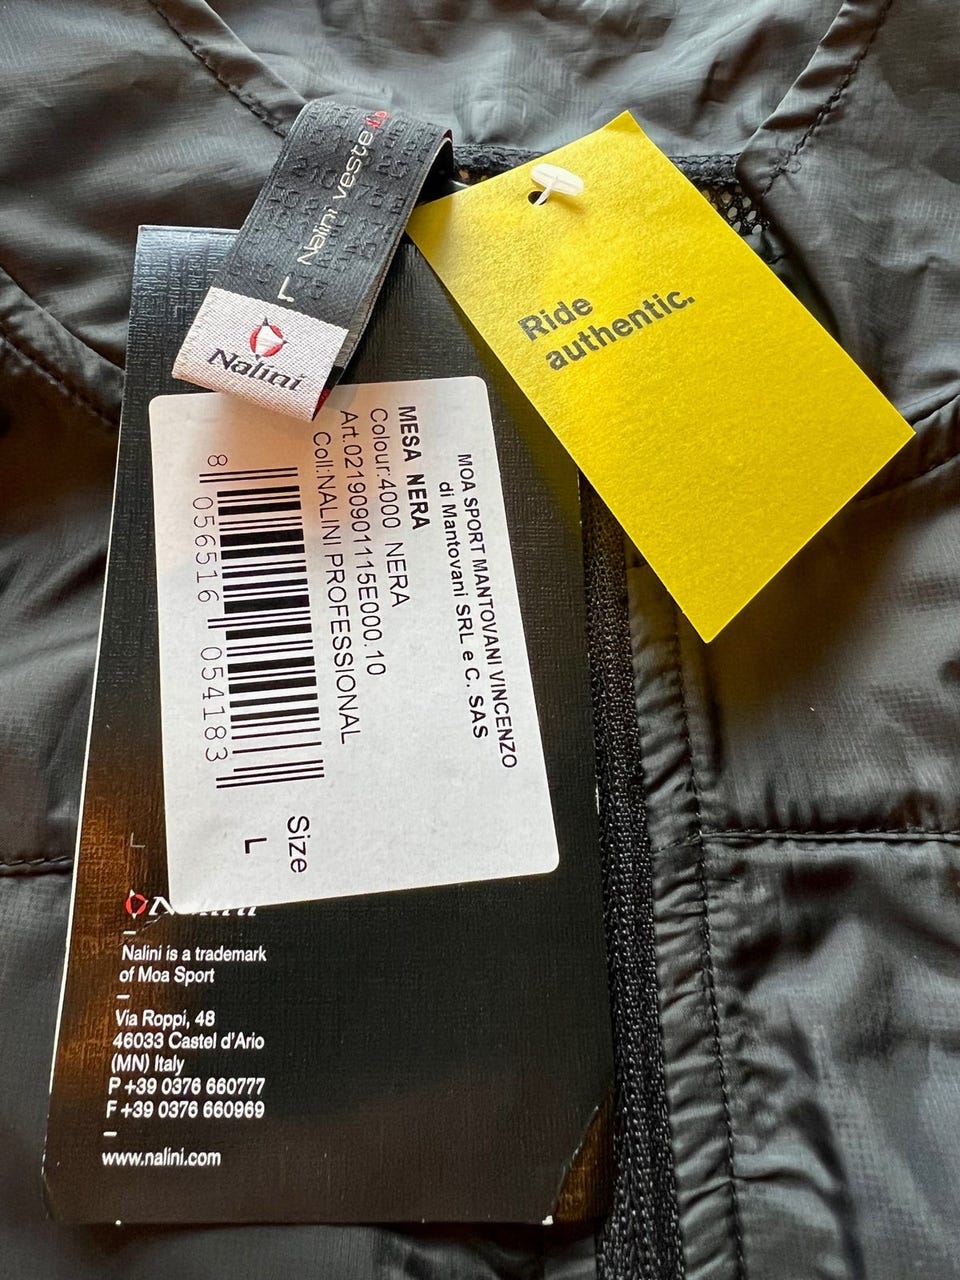 L Nalini veste
Nalini
Ride
authentic.
MOA SPORT MANTOVANI VINCENZO
di Mantovani SRL e C. SAS
MESA NERA
Colour:4000 NERA
Art.02190901115E000.10
Coll:NALINI PROFESSIONAL
8 056516 054183
Size
L
Nalini
Nalini is a trademark
of Moa Sport
–
Via Roppi, 48
46033 Castel d'Ario
(MN) Italy
P +39 0376 660777
F +39 0376 660969
–
www.nalini.com